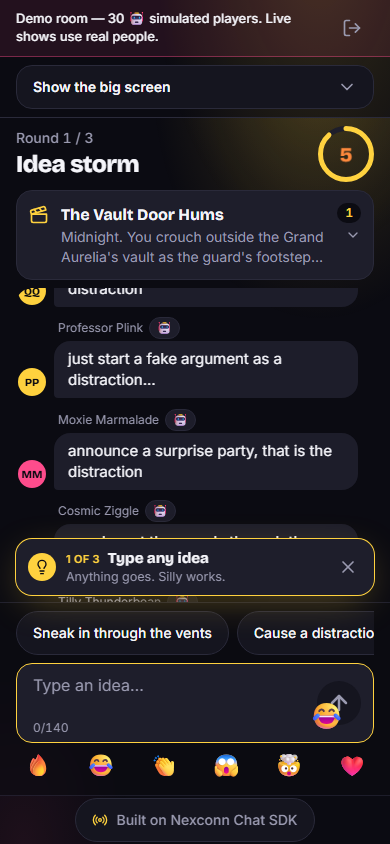 Demo room — 30 🤖 simulated players. Live
shows use real people.
Show the big screen
Round 1 / 3
Idea storm
5
The Vault Door Hums
1
Midnight. You crouch outside the Grand
Aurelia's vault as the guard's footstep...
QQ
distraction
Professor Plink
PP
just start a fake argument as a
distraction...
Moxie Marmalade
MM
announce a surprise party, that is the
distraction
Cosmic Ziggle
1 OF 3 Type any idea
Anything goes. Silly works.
Tilly Thunderbean
Sneak in through the vents
Cause a distractio
Type an idea...
0/140
Built on Nexconn Chat SDK